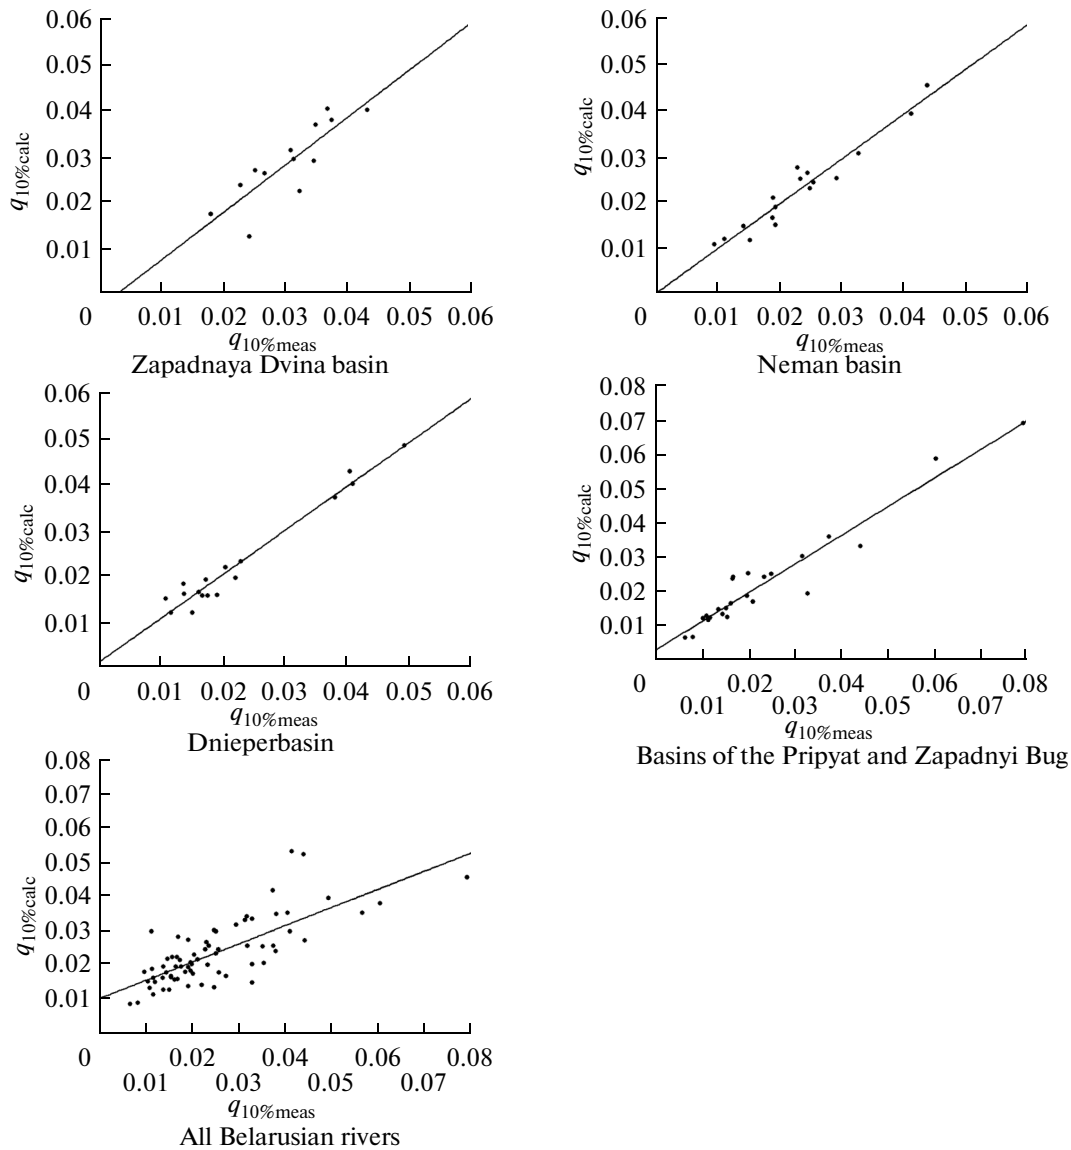 0.06
0.05
0.04
0.03
0.02
0.01
q10%calc
0 0.01 0.02 0.03 0.04 0.05 0.06
q10%meas
Zapadnaya Dvina basin
0.06
0.05
0.04
0.03
0.02
0.01
q10%calc
0 0.01 0.02 0.03 0.04 0.05 0.06
q10%meas
Neman basin
0.06
0.05
0.04
0.03
0.02
0.01
q10%calc
0 0.01 0.02 0.03 0.04 0.05 0.06
q10%meas
Dnieperbasin
0.08
0.07
0.06
0.05
0.04
0.03
0.02
0.01
q10%calc
0 0.02 0.04 0.06 0.08
0.01 0.03 0.05 0.07
q10%meas
Basins of the Pripyat and Zapadnyi Bug
0.08
0.07
0.06
0.05
0.04
0.03
0.02
0.01
q10%calc
0 0.02 0.04 0.06 0.08
0.01 0.03 0.05 0.07
q10%meas
All Belarusian rivers